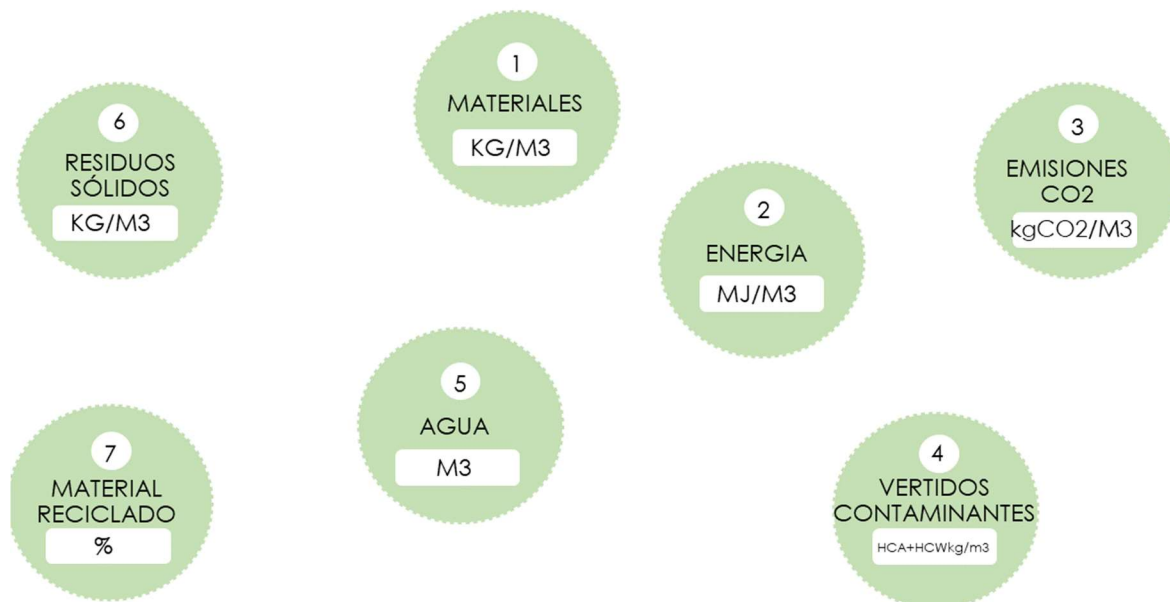 1
MATERIALES
KG/M3
6
RESIDUOS
SÓLIDOS
KG/M3
3
EMISIONES
CO2
kgCO2/M3
2
ENERGIA
MJ/M3
5
AGUA
M3
7
MATERIAL
RECICLADO
%
4
VERTIDOS
CONTAMINANTES
HCA+HCWkg/m3